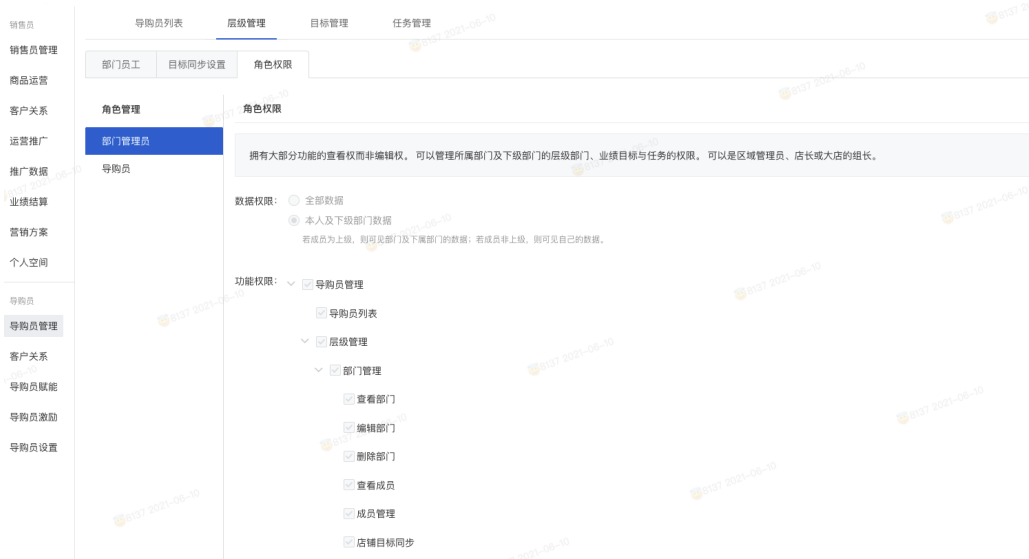 销售员
销售员管理
商品运营
客户关系
运营推广
推广数据
业绩结算
营销方案
个人空间
导购员
导购员管理
客户关系
导购员赋能
导购员激励
导购员设置
导购员列表 层级管理 目标管理 任务管理
部门员工 目标同步设置 角色权限
角色管理
部门管理员
导购员
角色权限
拥有大部分功能的查看权而非编辑权。 可以管理所属部门及下级部门的层级部门、业绩目标与任务的权限。 可以是区域管理员、店长或大店的组长。
数据权限: 全部数据
本人及下级部门数据
若成员为上级，则可见部门及下属部门的数据；若成员非上级，则可见自己的数据。
功能权限: 导购员管理
导购员列表
层级管理
部门管理
查看部门
编辑部门
删除部门
查看成员
成员管理
店铺目标同步
8137 2021-06-10